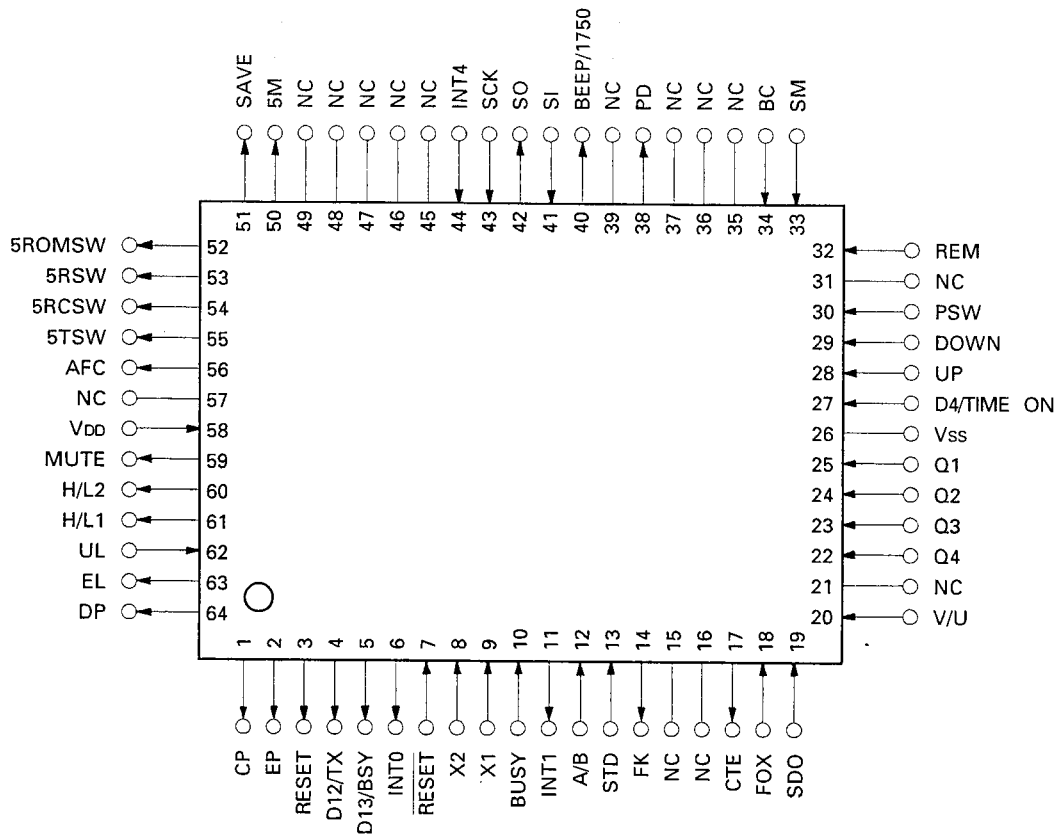 SAVE
5M
NC
NC
NC
NC
NC
INT4
SCK
SO
SI
BEEP/1750
NC
PD
NC
NC
NC
BC
SM
51
50
49
48
47
46
45
44
43
42
41
40
39
38
37
36
35
34
33
5ROMSW 52
5RSW 53
5RCSW 54
5TSW 55
AFC 56
NC 57
VDD 58
MUTE 59
H/L2 60
H/L1 61
UL 62
EL 63
DP 64
32 REM
31 NC
30 PSW
29 DOWN
28 UP
27 D4/TIME ON
26 VSS
25 Q1
24 Q2
23 Q3
22 Q4
21 NC
20 V/U
1
2
3
4
5
6
7
8
9
10
11
12
13
14
15
16
17
18
19
CP
EP
RESET
D12/TX
D13/BSY
INT0
RESET
X2
X1
BUSY
INT1
A/B
STD
FK
NC
NC
CTE
FOX
SDO